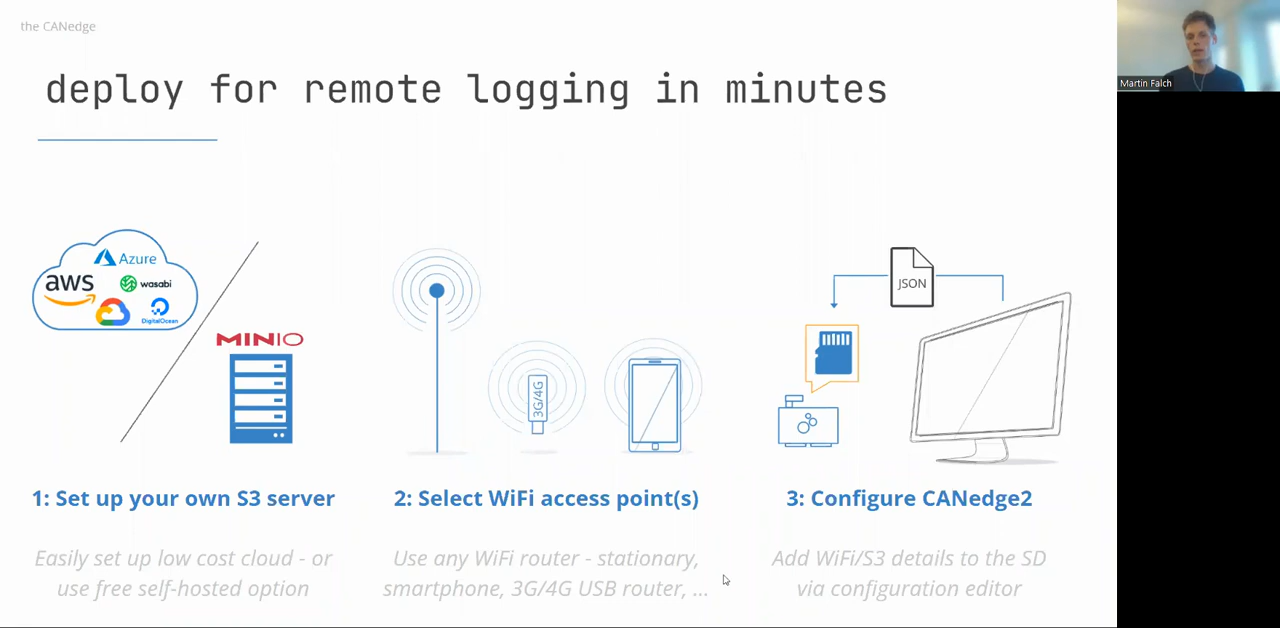 the CANedge
Martin Falch
deploy for remote logging in minutes
Azure
aws
wasabi
DigitalOcean
MINIO
3G/4G
JSON
1: Set up your own S3 server
Easily set up low cost cloud - or
use free self-hosted option
2: Select WiFi access point(s)
Use any WiFi router - stationary,
smartphone, 3G/4G USB router, ...
3: Configure CANedge2
Add WiFi/S3 details to the SD
via configuration editor